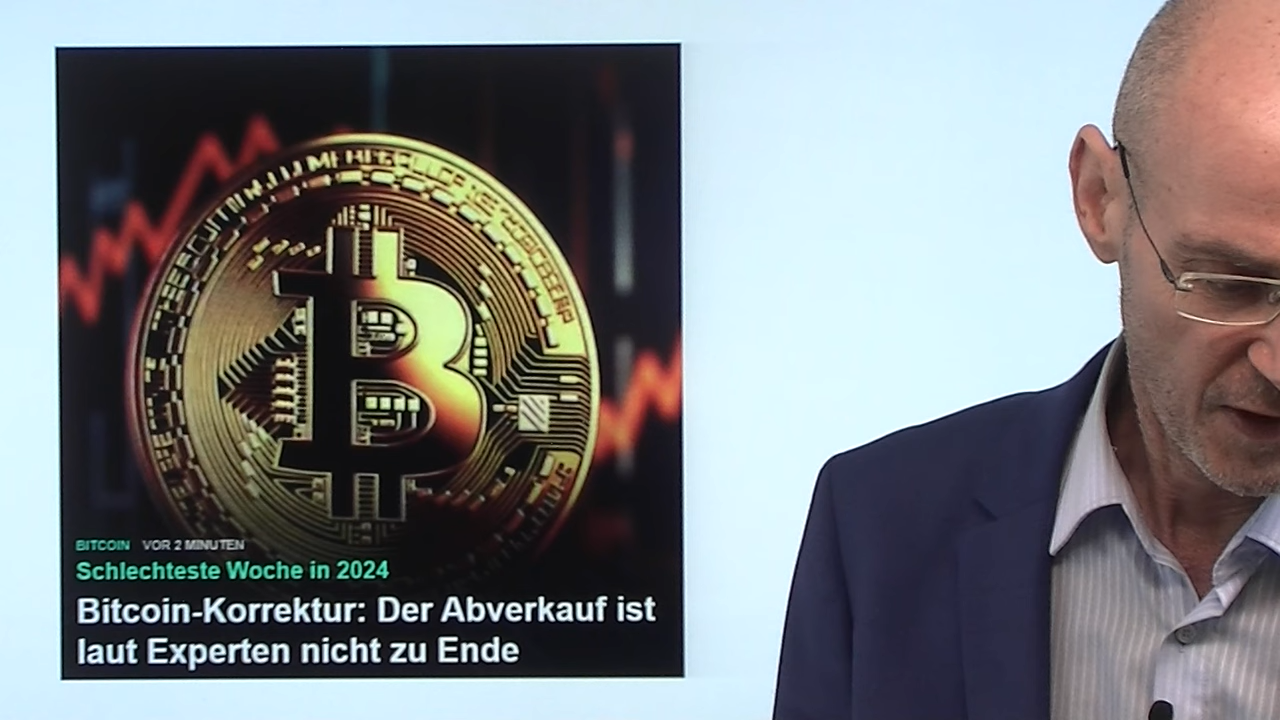 BITCOIN VOR 2 MINUTEN
Schlechteste Woche in 2024
Bitcoin-Korrektur: Der Abverkauf ist
laut Experten nicht zu Ende